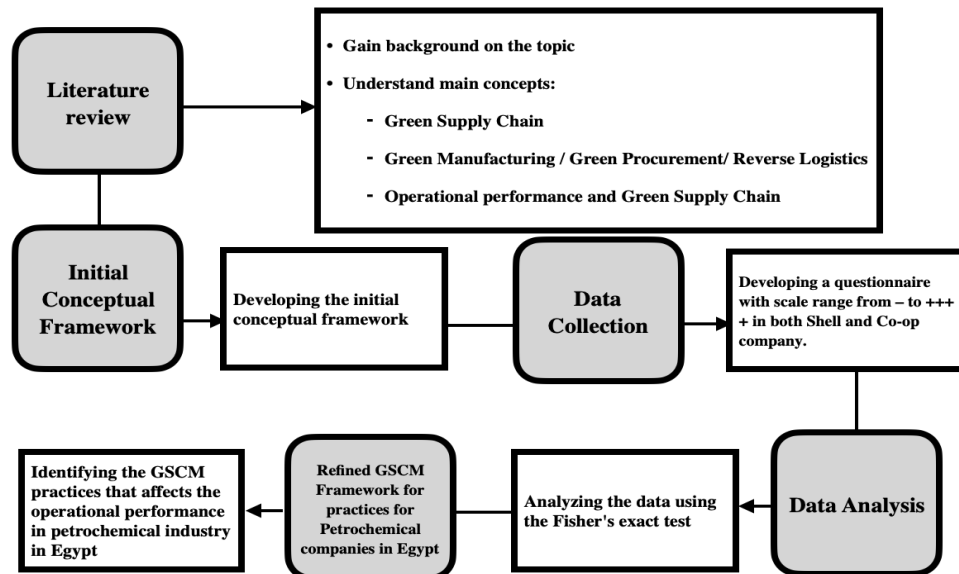 Literature
review
• Gain background on the topic
• Understand main concepts:
- Green Supply Chain
- Green Manufacturing / Green Procurement/ Reverse Logistics
- Operational performance and Green Supply Chain
Initial
Conceptual
Framework
Developing the initial
conceptual framework
Data
Collection
Developing a questionnaire
with scale range from – to +++
+ in both Shell and Co-op
company.
Data Analysis
Analyzing the data using
the Fisher's exact test
Refined GSCM
Framework for
practices for
Petrochemical
companies in Egypt
Identifying the GSCM
practices that affects the
operational performance
in petrochemical industry
in Egypt